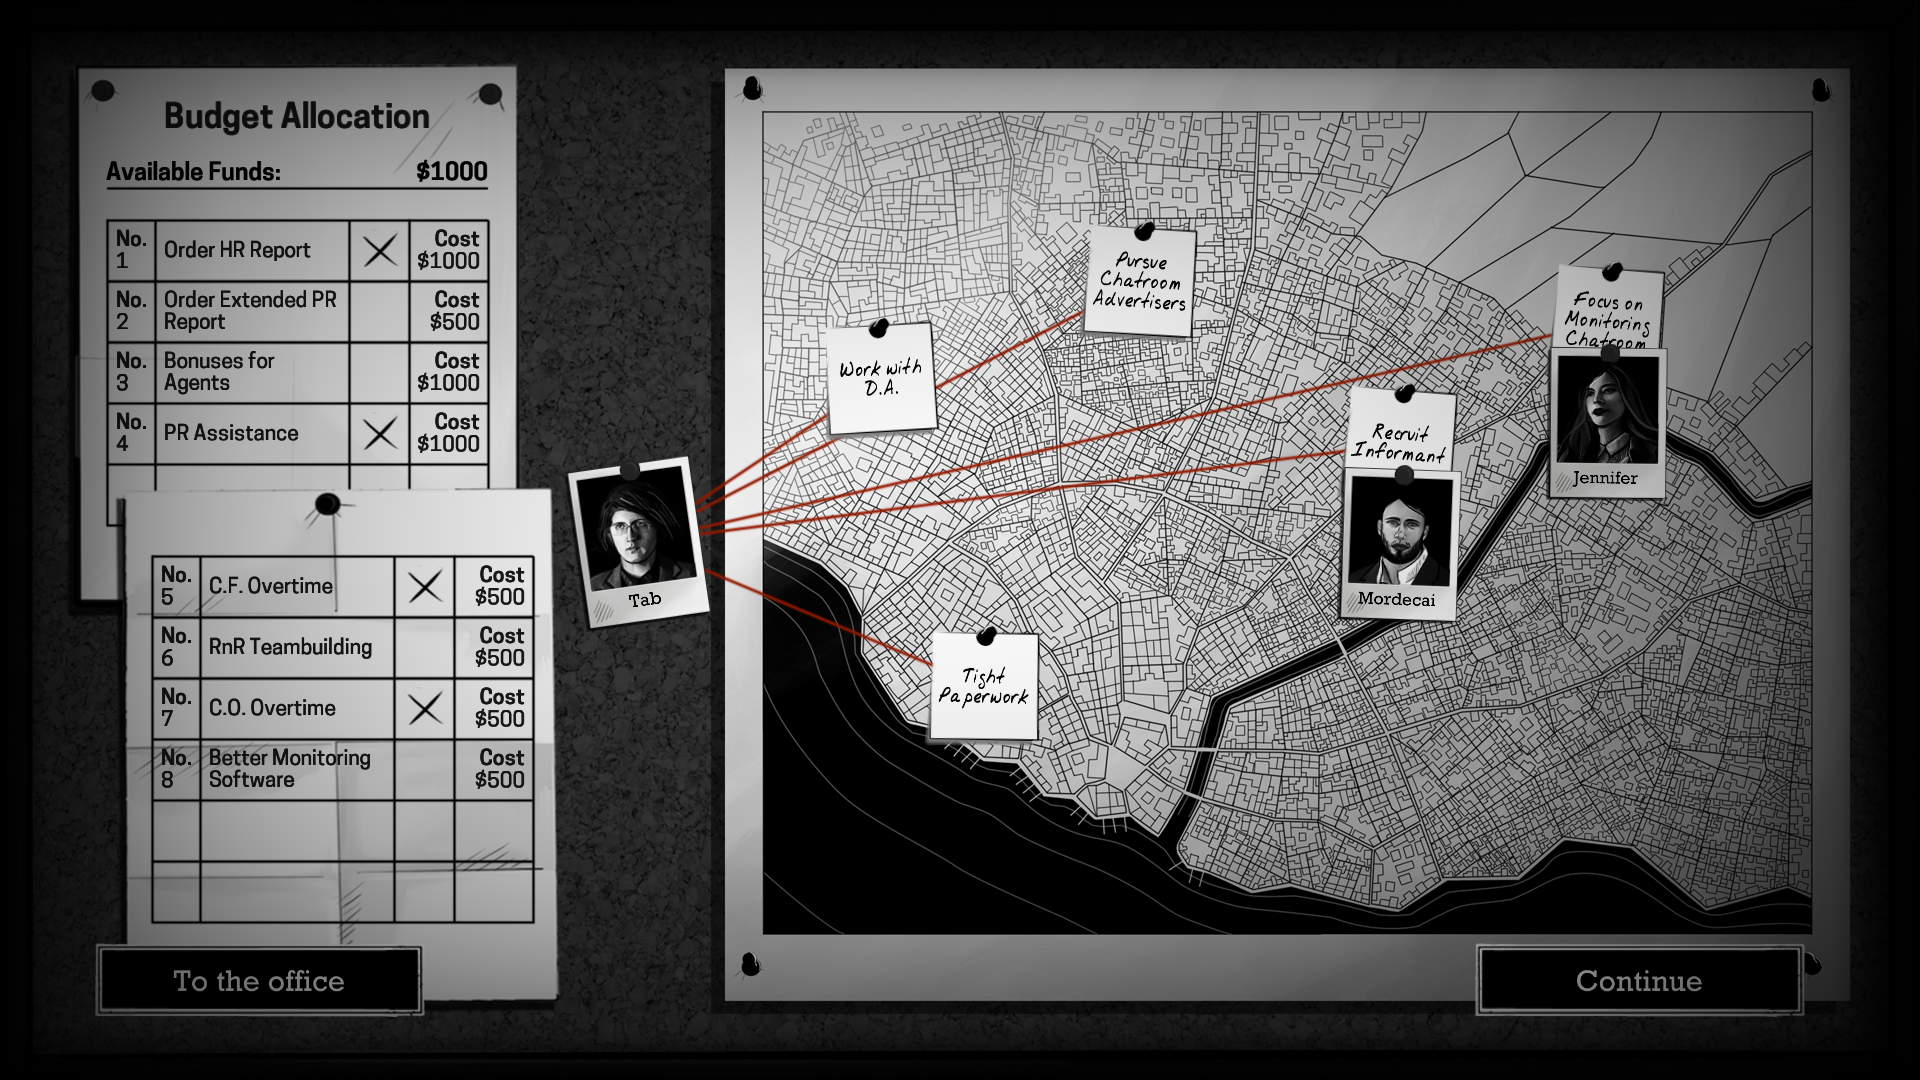 Budget Allocation
Available Funds: $1000
No. 1 Order HR Report Cost $1000
No. 2 Order Extended PR Report Cost $500
No. 3 Bonuses for Agents Cost $1000
No. 4 PR Assistance Cost $1000
No. 5 C.F. Overtime Cost $500
No. 6 RnR Teambuilding Cost $500
No. 7 C.O. Overtime Cost $500
No. 8 Better Monitoring Software Cost $500
To the office
Tab
Work with
D.A.
Pursue
Chatroom
Advertisers
Focus on
Monitoring
Chatroom
Jennifer
Recruit
Informant
Mordecai
Tight
Paperwork
Continue